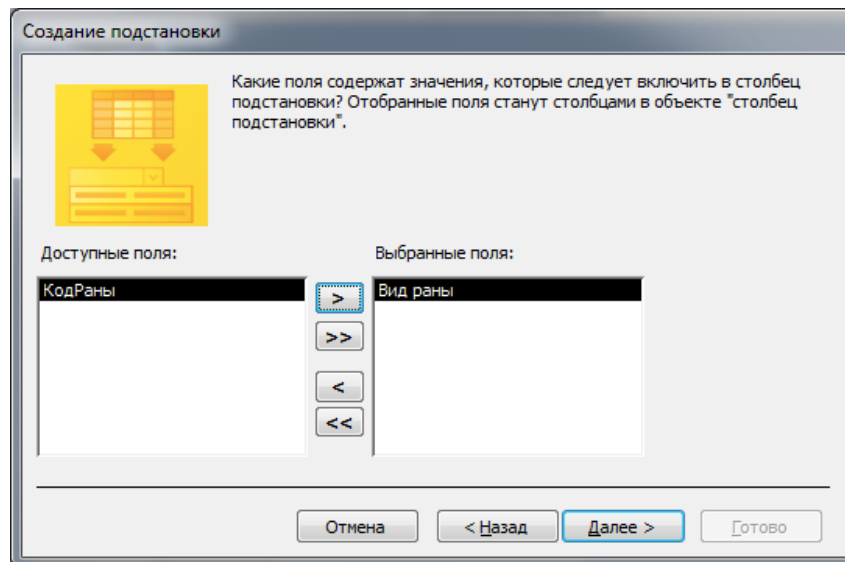 Создание подстановки
Какие поля содержат значения, которые следует включить в столбец
подстановки? Отобранные поля станут столбцами в объекте "столбец
подстановки".
Доступные поля:
Выбранные поля:
КодРаны
Вид раны
>
>>
<
<<
Отмена
< Назад
Далее >
Готово